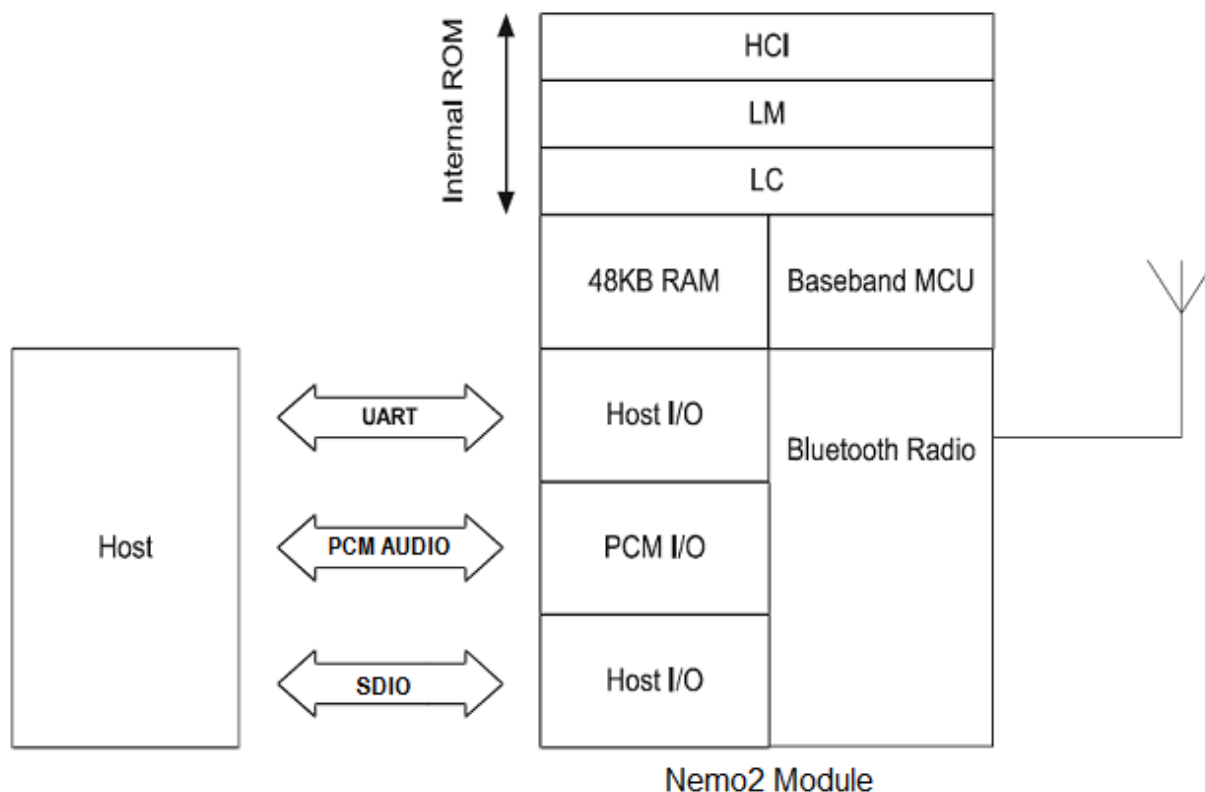 Internal ROM
HCI
LM
LC
48KB RAM
Baseband MCU
Host
UART
Host I/O
Bluetooth Radio
PCM AUDIO
PCM I/O
SDIO
Host I/O
Nemo2 Module